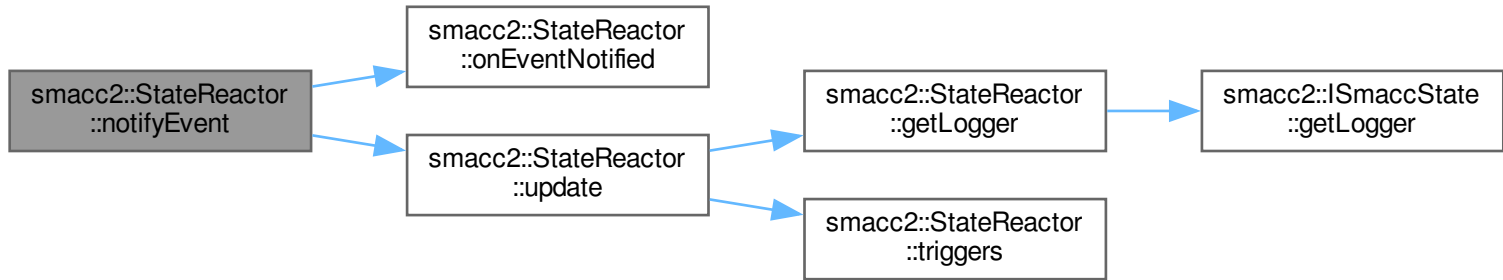 smacc2::StateReactor
::notifyEvent
smacc2::StateReactor
::onEventNotified
smacc2::StateReactor
::update
smacc2::StateReactor
::getLogger
smacc2::StateReactor
::triggers
smacc2::ISmaccState
::getLogger